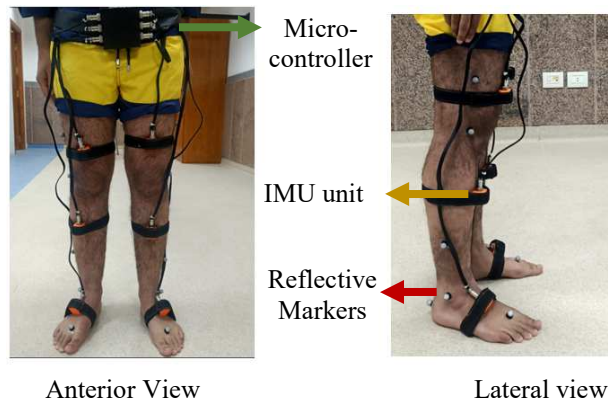 Micro-
controller
IMU unit
Reflective
Markers
Anterior View
Lateral view